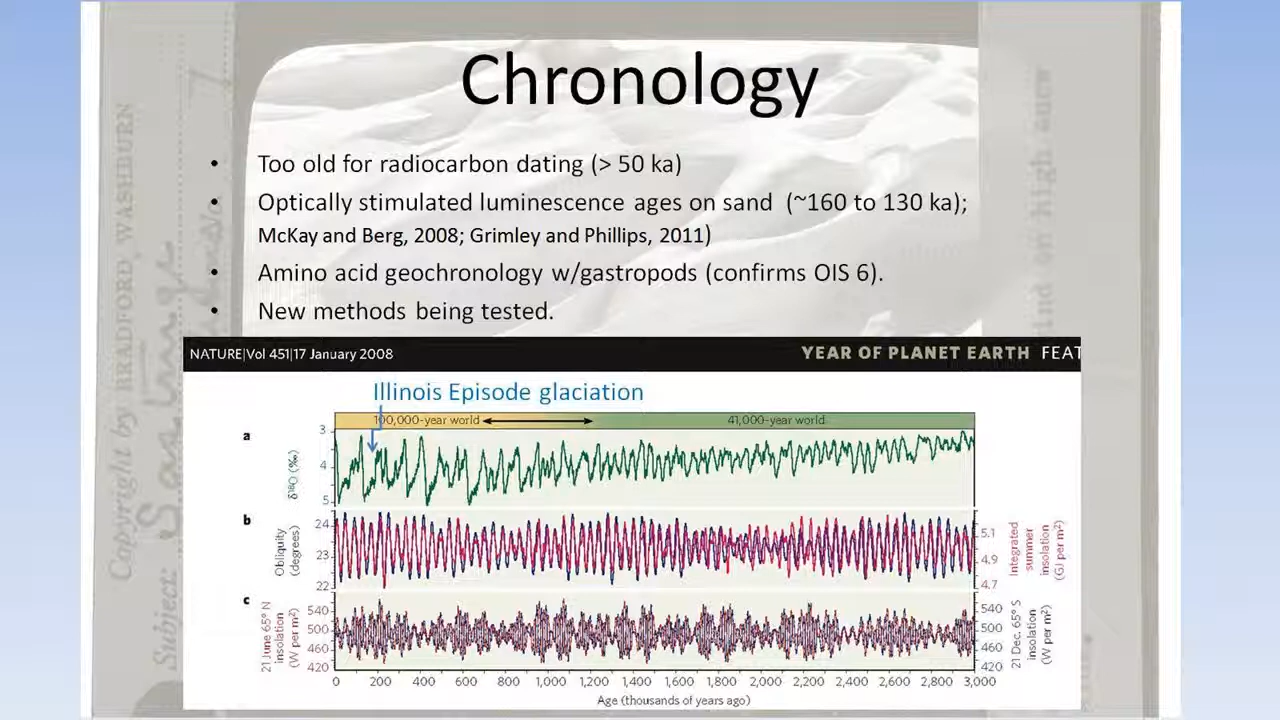 Chronology
• Too old for radiocarbon dating (> 50 ka)
• Optically stimulated luminescence ages on sand (~160 to 130 ka);
McKay and Berg, 2008; Grimley and Phillips, 2011)
• Amino acid geochronology w/gastropods (confirms OIS 6).
• New methods being tested.
NATURE|Vol 451|17 January 2008
YEAR OF PLANET EARTH FEAT
Illinois Episode glaciation
100,000-year world
41,000-year world
a
3
4
5
δ18O (‰)
b
24
23
22
Obliquity
(degrees)
5.1
4.9
4.7
Integrated
summer
insolation
(GJ per m²)
c
540
500
460
420
21 June 65° N
insolation
(W per m²)
540
500
460
420
21 Dec. 65° S
insolation
(W per m²)
0 200 400 600 800 1,000 1,200 1,400 1,600 1,800 2,000 2,200 2,400 2,600 2,800 3,000
Age (thousands of years ago)
Copyright by BRADFORD WASHBURN
Subject: